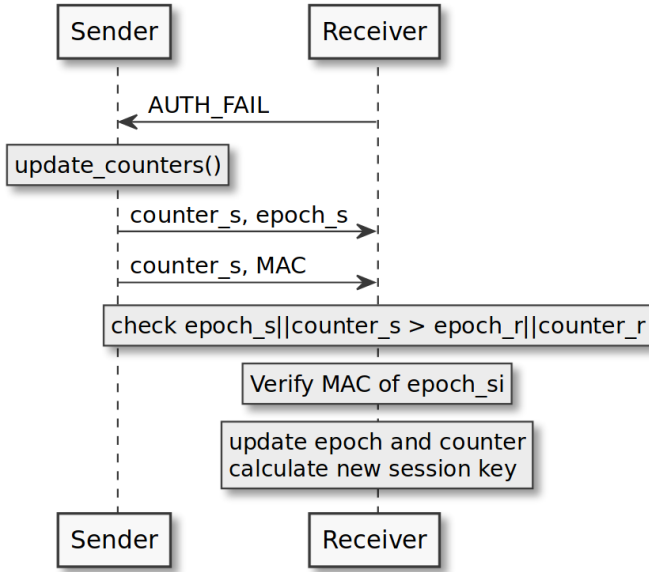 Sender
Receiver
AUTH_FAIL
update_counters()
counter_s, epoch_s
counter_s, MAC
check epoch_s||counter_s > epoch_r||counter_r
Verify MAC of epoch_si
update epoch and counter
calculate new session key
Sender
Receiver